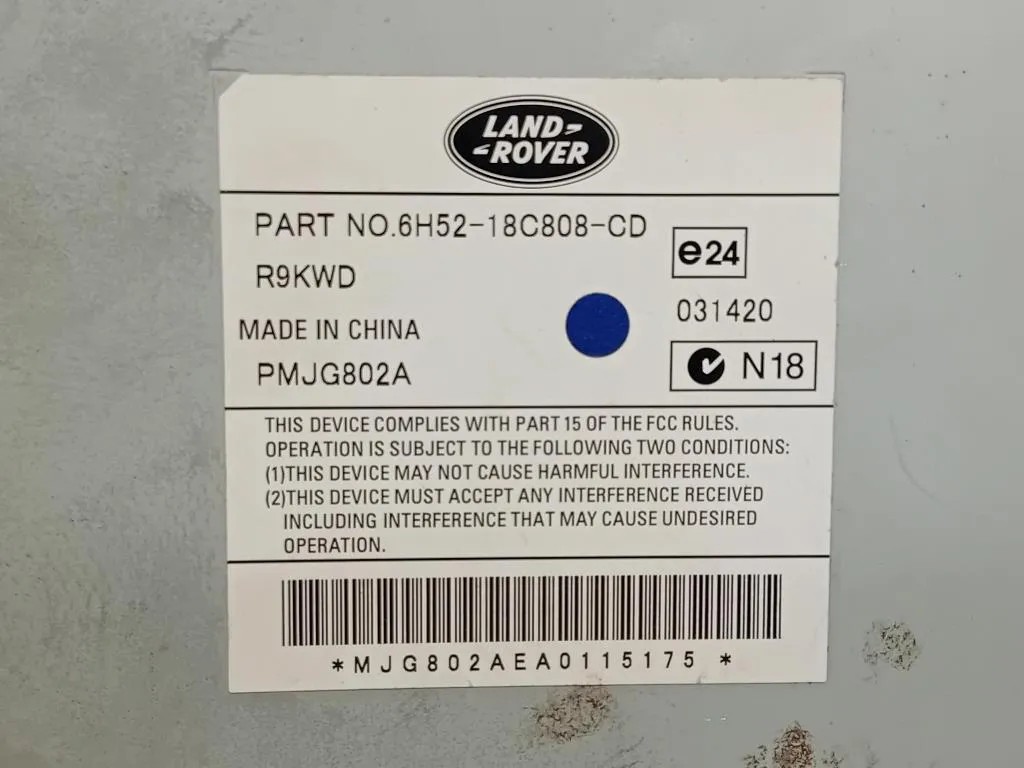 LAND-
-ROVER
PART NO.6H52-18C808-CD
e24
R9KWD
031420
MADE IN CHINA
N18
PMJG802A
THIS DEVICE COMPLIES WITH PART 15 OF THE FCC RULES.
OPERATION IS SUBJECT TO THE FOLLOWING TWO CONDITIONS:
(1)THIS DEVICE MAY NOT CAUSE HARMFUL INTERFERENCE.
(2)THIS DEVICE MUST ACCEPT ANY INTERFERENCE RECEIVED
INCLUDING INTERFERENCE THAT MAY CAUSE UNDESIRED
OPERATION.
*MJG802AEA0115175 *